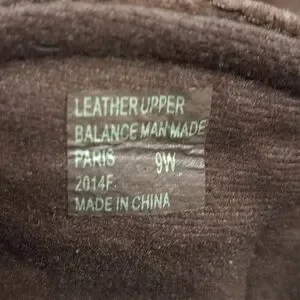 LEATHER UPPER
BALANCE MAN MADE
PARIS 9W
2014F.
MADE IN CHINA